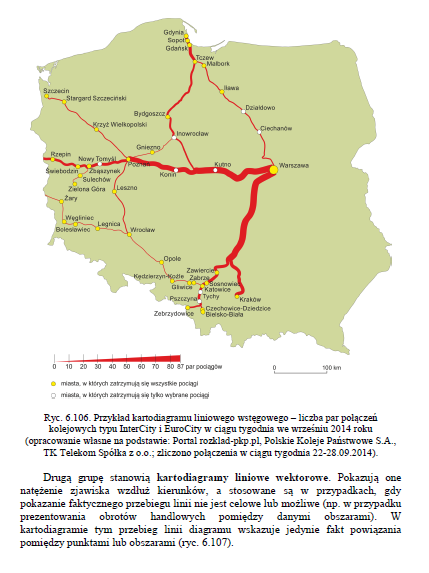 Gdynia
Sopot
Gdańsk
Tczew
Malbork
Szczecin
Stargard Szczeciński
Iława
Działdowo
Bydgoszcz
Krzyż Wielkopolski
Inowrocław
Ciechanów
Gniezno
Rzepin
Nowy Tomyśl
Poznań
Kutno
Warszawa
Świebodzin
Zbąszynek
Konin
Sulechów
Zielona Góra
Leszno
Żary
Węgliniec
Legnica
Bolesławiec
Wrocław
Opole
Kędzierzyn-Koźle
Zawiercie
Zabrze
Gliwice
Sosnowiec
Katowice
Pszczyna
Tychy
Kraków
Zebrzydowice
Czechowice-Dziedzice
Bielsko-Biała
0 10 20 30 40 50 60 70 80 87 par pociągów
0 100 km
miasta, w których zatrzymują się wszystkie pociągi
miasta, w których zatrzymują się tylko wybrane pociągi
Ryc. 6.106. Przykład kartodiagramu liniowego wstęgowego – liczba par połączeń
kolejowych typu InterCity i EuroCity w ciągu tygodnia we wrześniu 2014 roku
(opracowanie własne na podstawie: Portal rozklad-pkp.pl, Polskie Koleje Państwowe S.A.,
TK Telekom Spółka z o.o.; zliczono połączenia w ciągu tygodnia 22-28.09.2014).
Drugą grupę stanowią kartodiagramy liniowe wektorowe. Pokazują one
natężenie zjawiska wzdłuż kierunków, a stosowane są w przypadkach, gdy
pokazanie faktycznego przebiegu linii nie jest celowe lub możliwe (np. w przypadku
prezentowania obrotów handlowych pomiędzy danymi obszarami). W
kartodiagramie tym przebieg linii diagramu wskazuje jedynie fakt powiązania
pomiędzy punktami lub obszarami (ryc. 6.107).